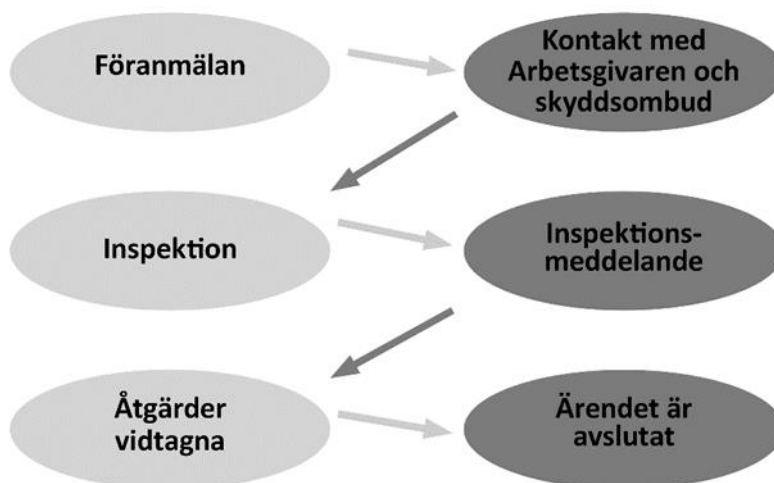 Föranmälan
Kontakt med
Arbetsgivaren och
skyddsombud
Inspektion
Inspektions-
meddelande
Åtgärder
vidtagna
Ärendet är
avslutat